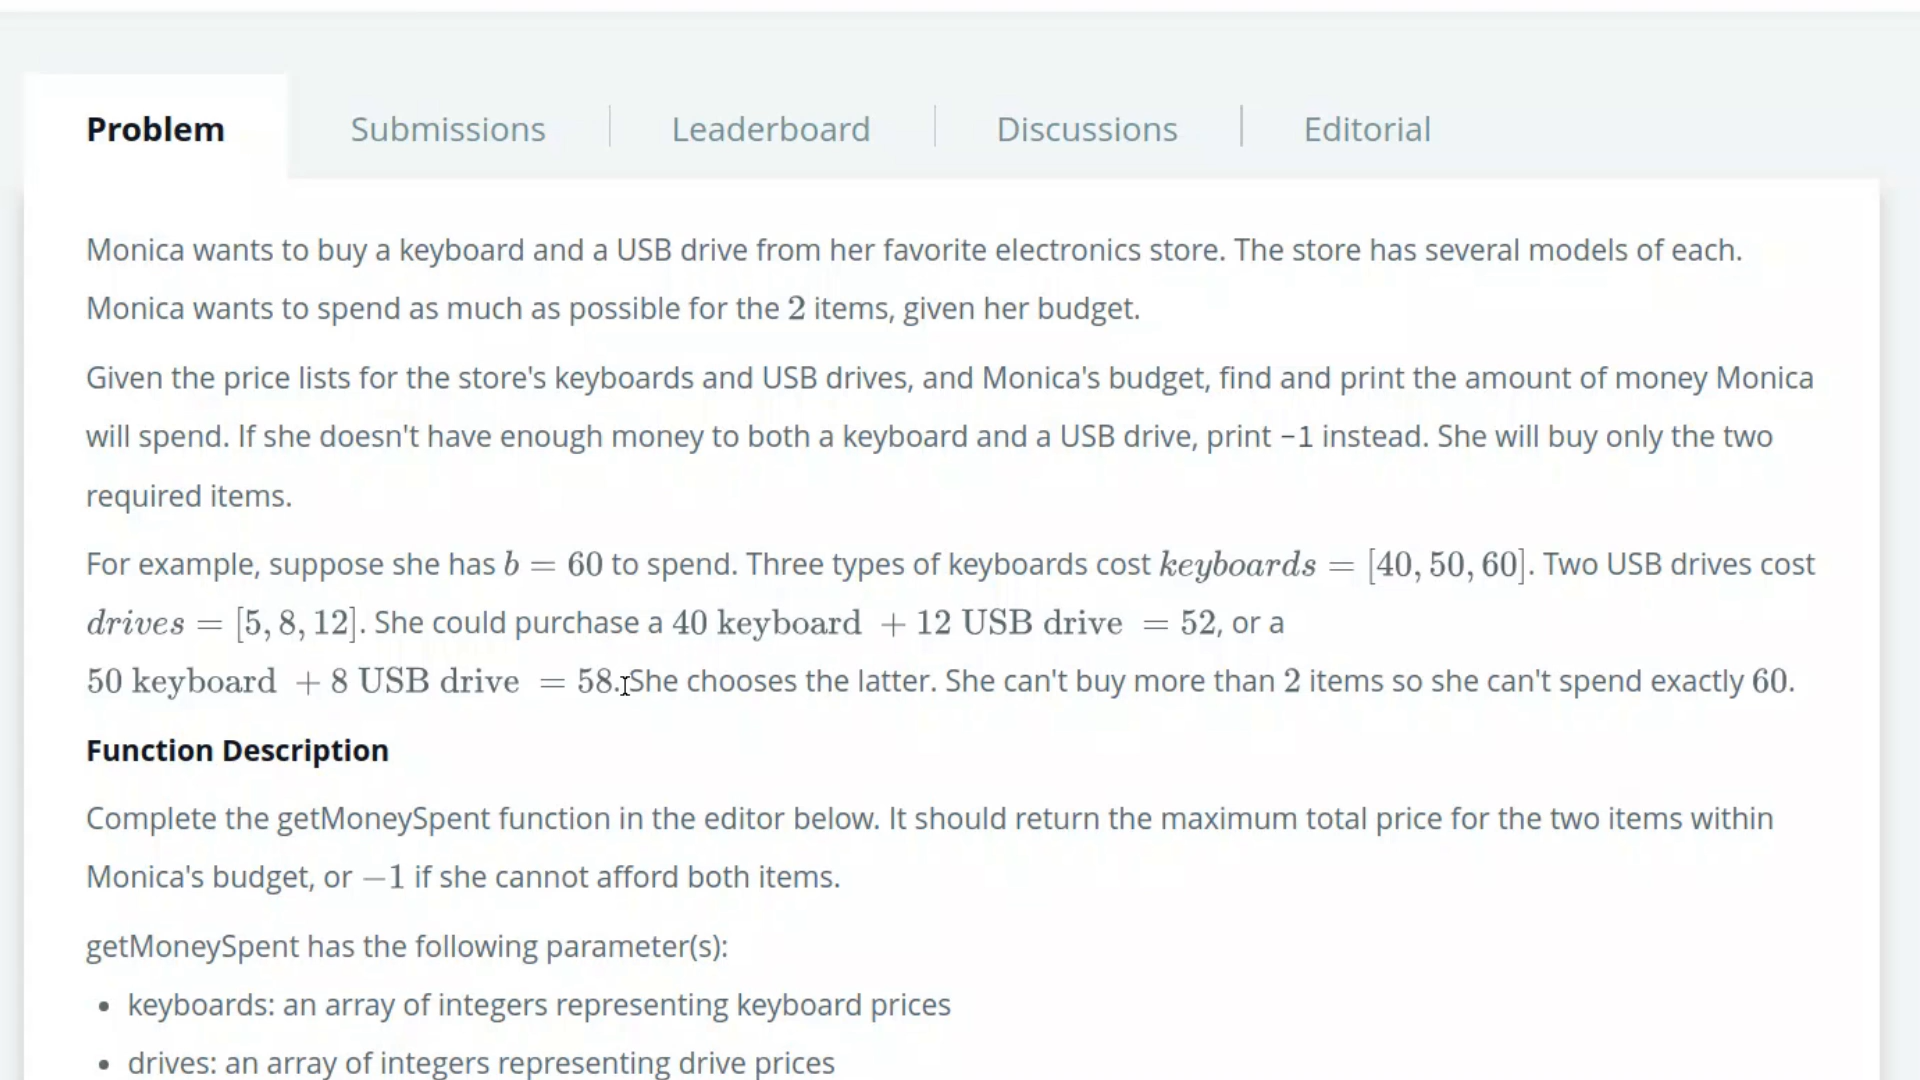 Problem
Submissions
Leaderboard
Discussions
Editorial
Monica wants to buy a keyboard and a USB drive from her favorite electronics store. The store has several models of each.
Monica wants to spend as much as possible for the 2 items, given her budget.
Given the price lists for the store's keyboards and USB drives, and Monica's budget, find and print the amount of money Monica
will spend. If she doesn't have enough money to both a keyboard and a USB drive, print -1 instead. She will buy only the two
required items.
For example, suppose she has b = 60 to spend. Three types of keyboards cost keyboards = [40, 50, 60]. Two USB drives cost
drives = [5, 8, 12]. She could purchase a 40 keyboard + 12 USB drive = 52, or a
50 keyboard + 8 USB drive = 58. She chooses the latter. She can't buy more than 2 items so she can't spend exactly 60.
Function Description
Complete the getMoneySpent function in the editor below. It should return the maximum total price for the two items within
Monica's budget, or −1 if she cannot afford both items.
getMoneySpent has the following parameter(s):
• keyboards: an array of integers representing keyboard prices
• drives: an array of integers representing drive prices